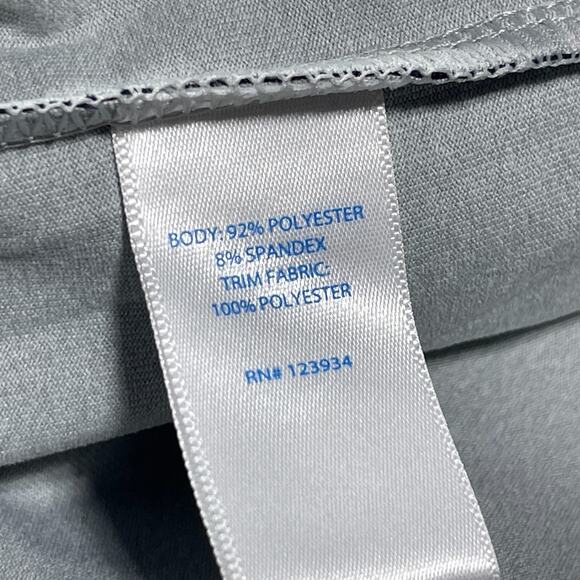 BODY: 92% POLYESTER
8% SPANDEX
TRIM FABRIC:
100% POLYESTER
RN# 123934